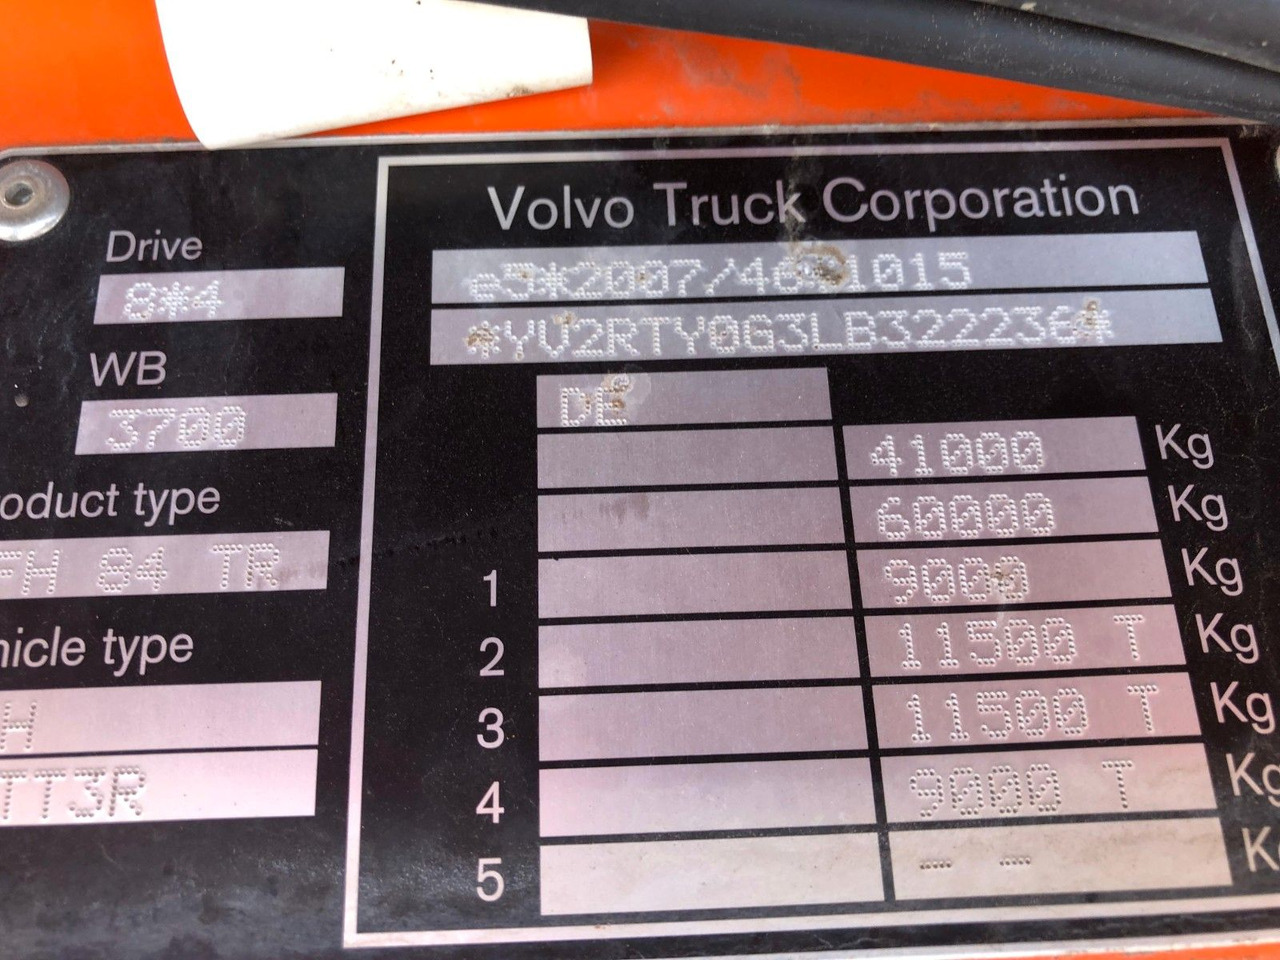 Drive
8*4
WB
3700
oduct type
FH 84 TR
hicle type
H
TT3R
Volvo Truck Corporation
e5*2007/46*1015
*YV2RTY0G3LB322236*
DE
41000 Kg
60000 Kg
1 9000 Kg
2 11500 T Kg
3 11500 T Kg
4 9000 T Kg
5 - - K